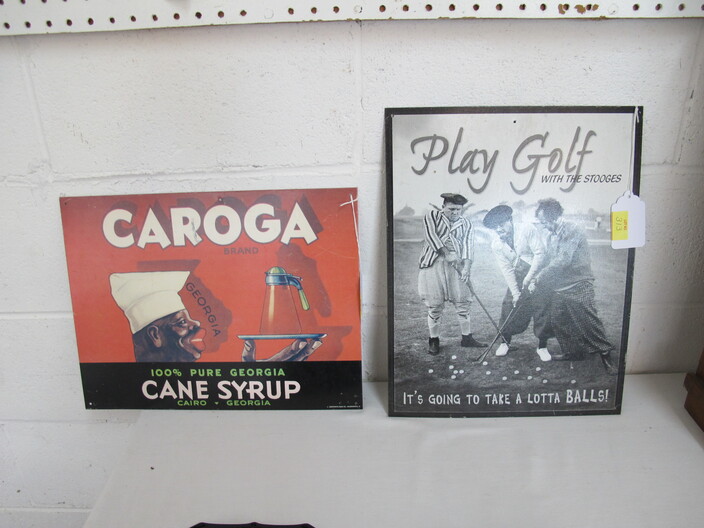 CAROGA
BRAND
GEORGIA
100% PURE GEORGIA
CANE SYRUP
CAIRO • GEORGIA
Play Golf
WITH THE STOOGES
IT'S GOING TO TAKE A LOTTA BALLS!